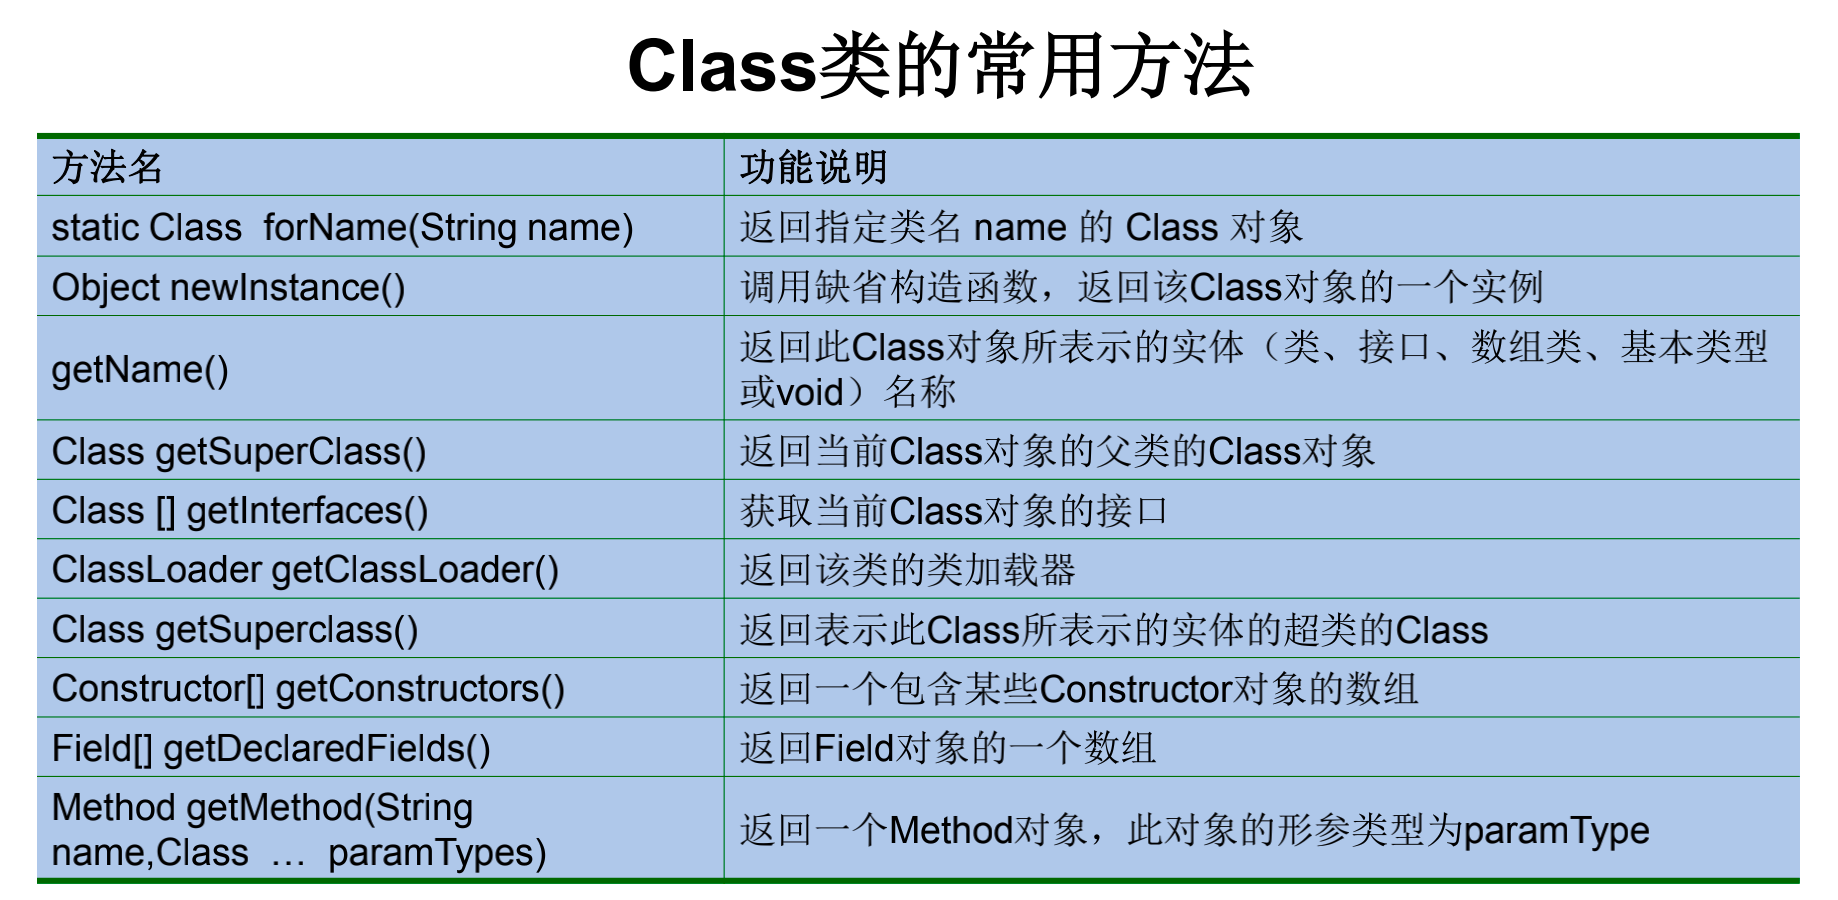 Class类的常用方法
方法名
功能说明
static Class  forName(String name)
返回指定类名 name 的 Class 对象
Object newInstance()
调用缺省构造函数，返回该Class对象的一个实例
getName()
返回此Class对象所表示的实体（类、接口、数组类、基本类型
或void）名称
Class getSuperClass()
返回当前Class对象的父类的Class对象
Class [] getInterfaces()
获取当前Class对象的接口
ClassLoader getClassLoader()
返回该类的类加载器
Class getSuperclass()
返回表示此Class所表示的实体的超类的Class
Constructor[] getConstructors()
返回一个包含某些Constructor对象的数组
Field[] getDeclaredFields()
返回Field对象的一个数组
Method getMethod(String
name,Class  …  paramTypes)
返回一个Method对象，此对象的形参类型为paramType